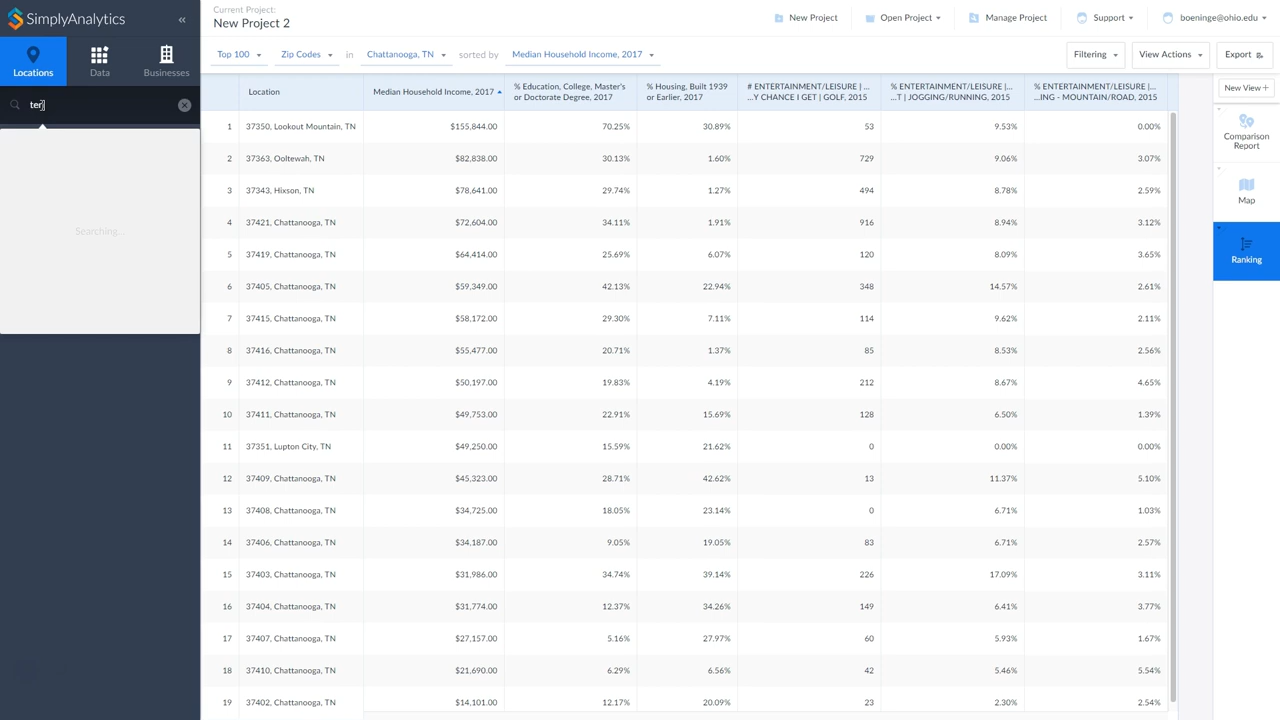 SimplyAnalytics
«
Current Project:
New Project 2
New Project
Open Project
Manage Project
Support
boeninge@ohio.edu
Locations
Data
Businesses
Top 100
Zip Codes
in
Chattanooga, TN
sorted by
Median Household Income, 2017
Filtering
View Actions
Export
ter
Searching...
New View +
Comparison
Report
Map
Ranking
Location
Median Household Income, 2017
% Education, College, Master's
or Doctorate Degree, 2017
% Housing, Built 1939
or Earlier, 2017
# ENTERTAINMENT/LEISURE | ...
...Y CHANCE I GET | GOLF, 2015
% ENTERTAINMENT/LEISURE |...
...T | JOGGING/RUNNING, 2015
% ENTERTAINMENT/LEISURE | ...
...ING - MOUNTAIN/ROAD, 2015
1 37350, Lookout Mountain, TN $155,844.00 70.25% 30.89% 53 9.53% 0.00%
2 37363, Ooltewah, TN $82,838.00 30.13% 1.60% 729 9.06% 3.07%
3 37343, Hixson, TN $78,641.00 29.74% 1.27% 494 8.78% 2.59%
4 37421, Chattanooga, TN $72,604.00 34.11% 1.91% 916 8.94% 3.12%
5 37419, Chattanooga, TN $64,414.00 25.69% 6.07% 120 8.09% 3.65%
6 37405, Chattanooga, TN $59,349.00 42.13% 22.94% 348 14.57% 2.61%
7 37415, Chattanooga, TN $58,172.00 29.30% 7.11% 114 9.62% 2.11%
8 37416, Chattanooga, TN $55,477.00 20.71% 1.37% 85 8.53% 2.56%
9 37412, Chattanooga, TN $50,197.00 19.83% 4.19% 212 8.67% 4.65%
10 37411, Chattanooga, TN $49,753.00 22.91% 15.69% 128 6.50% 1.39%
11 37351, Lupton City, TN $49,250.00 15.59% 21.62% 0 0.00% 0.00%
12 37409, Chattanooga, TN $45,323.00 28.71% 42.62% 13 11.37% 5.10%
13 37408, Chattanooga, TN $34,725.00 18.05% 23.14% 0 6.71% 1.03%
14 37406, Chattanooga, TN $34,187.00 9.05% 19.05% 83 6.71% 2.57%
15 37403, Chattanooga, TN $31,986.00 34.74% 39.14% 226 17.09% 3.11%
16 37404, Chattanooga, TN $31,774.00 12.37% 34.26% 149 6.41% 3.77%
17 37407, Chattanooga, TN $27,157.00 5.16% 27.97% 60 5.93% 1.67%
18 37410, Chattanooga, TN $21,690.00 6.29% 6.56% 42 5.46% 5.54%
19 37402, Chattanooga, TN $14,101.00 12.17% 20.09% 23 2.30% 2.54%